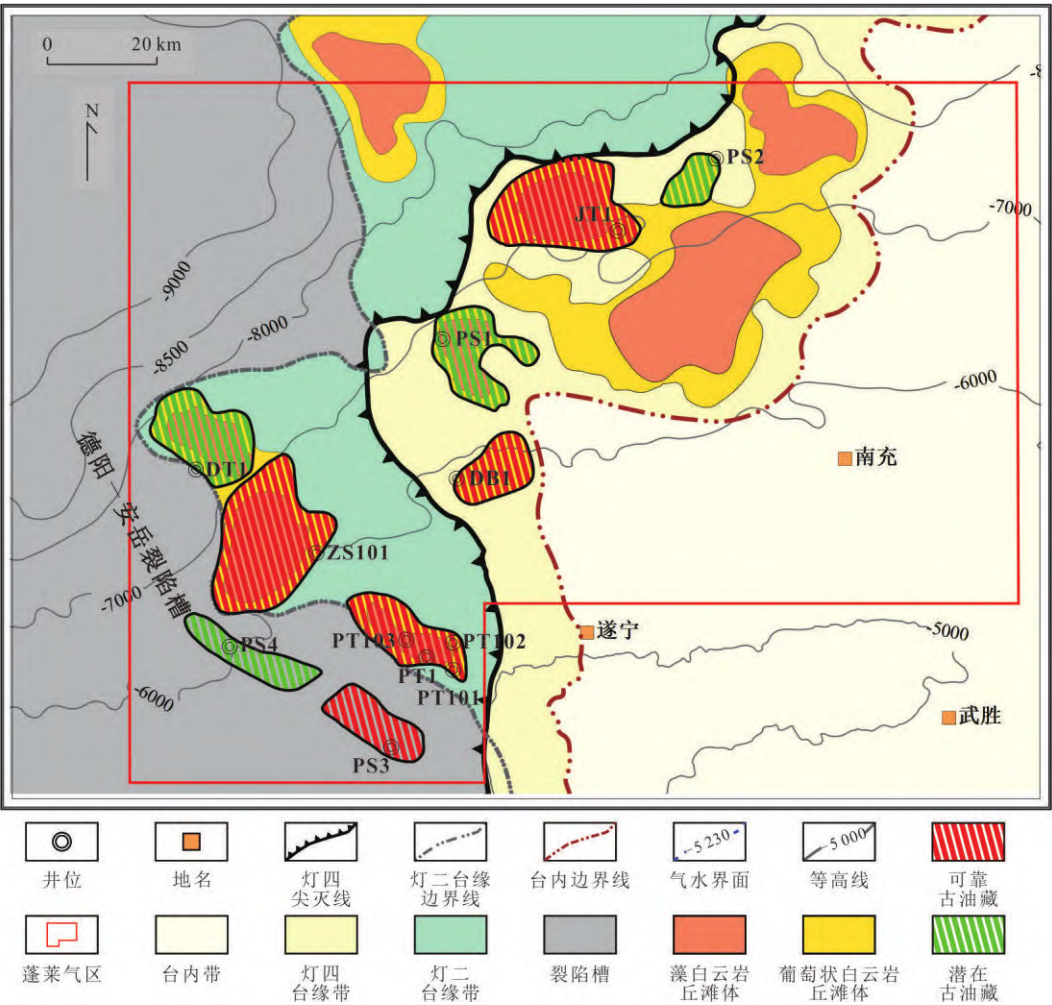 0 20 km
N
-8
PS2
-7000
JT1
-9000
-8000
PS1
-8500
-6000
德阳—安岳裂陷槽
DT1
DB1
南充
ZS101
-7000
PS4
PT103
PT102
遂宁
-5000
PT1
PT101
-6000
武胜
PS3
-5 230
-5 000
井位
地名
灯四
尖灭线
灯二台缘
边界线
台内边界线
气水界面
等高线
可靠
古油藏
蓬莱气区
台内带
灯四
台缘带
灯二
台缘带
裂陷槽
藻白云岩
丘滩体
葡萄状白云岩
丘滩体
潜在
古油藏